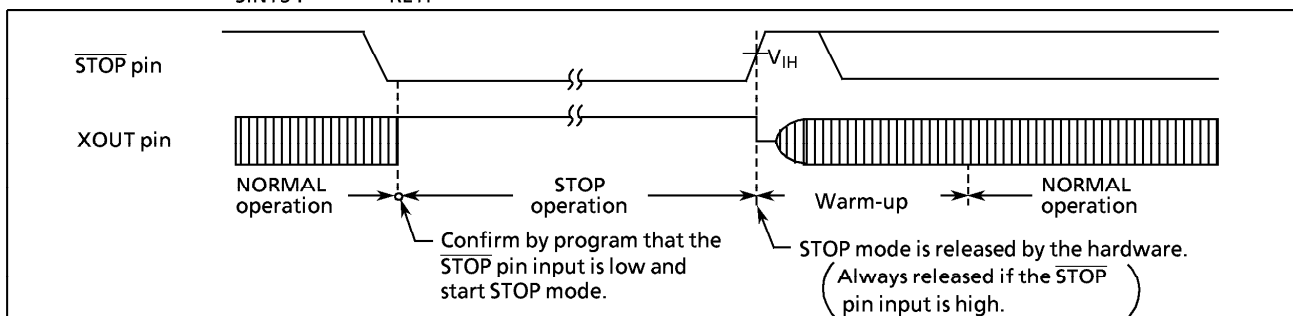 STOP pin
VIH
XOUT pin
NORMAL operation
STOP operation
Warm-up
NORMAL operation
Confirm by program that the
STOP pin input is low and
start STOP mode.
STOP mode is released by the hardware.
Always released if the STOP
pin input is high.